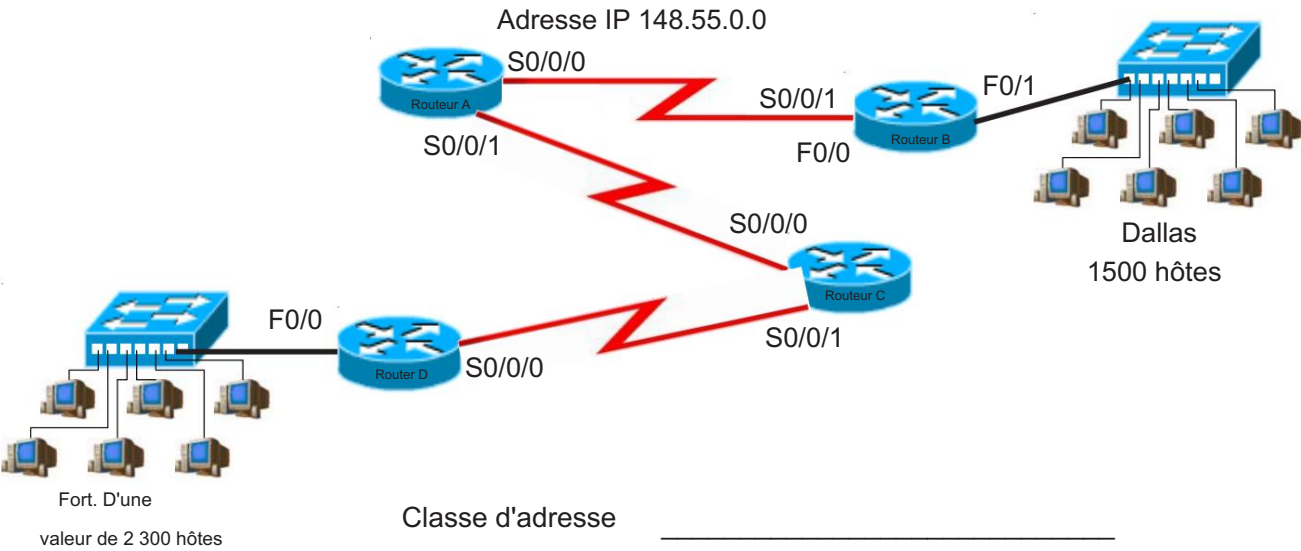 Adresse IP 148.55.0.0
S0/0/0
Routeur A
S0/0/1
S0/0/1
F0/0
Routeur B
F0/1
Dallas
1500 hôtes
S0/0/0
Routeur C
S0/0/1
F0/0
Router D
S0/0/0
Fort. D'une
valeur de 2 300 hôtes
Classe d'adresse